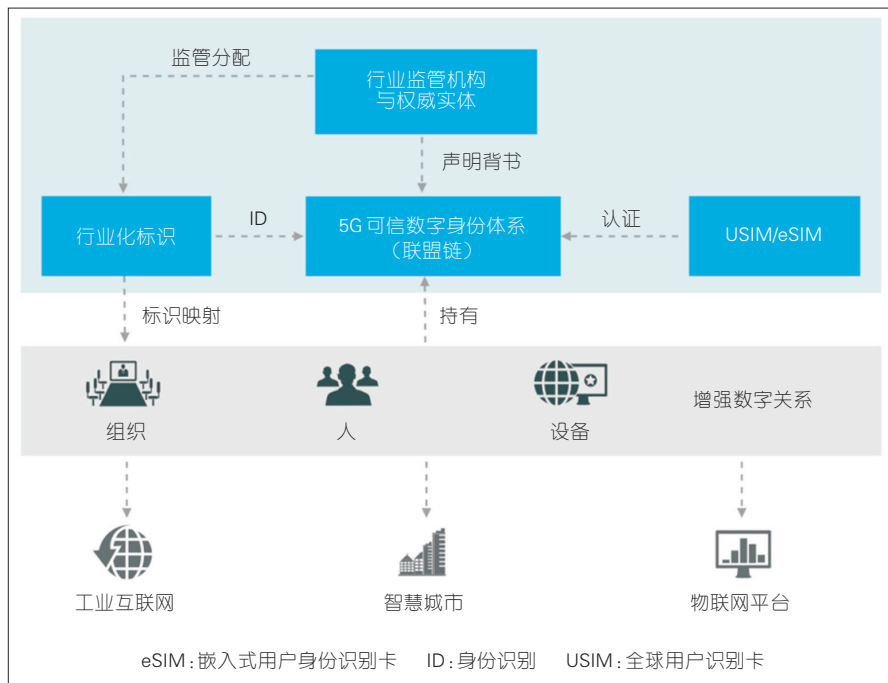 监管分配
行业监管机构
与权威实体
声明背书
行业化标识
ID
5G 可信数字身份体系
（联盟链）
认证
USIM/eSIM
标识映射
持有
组织
人
设备
增强数字关系
工业互联网
智慧城市
物联网平台
eSIM：嵌入式用户身份识别卡 ID：身份识别 USIM：全球用户识别卡